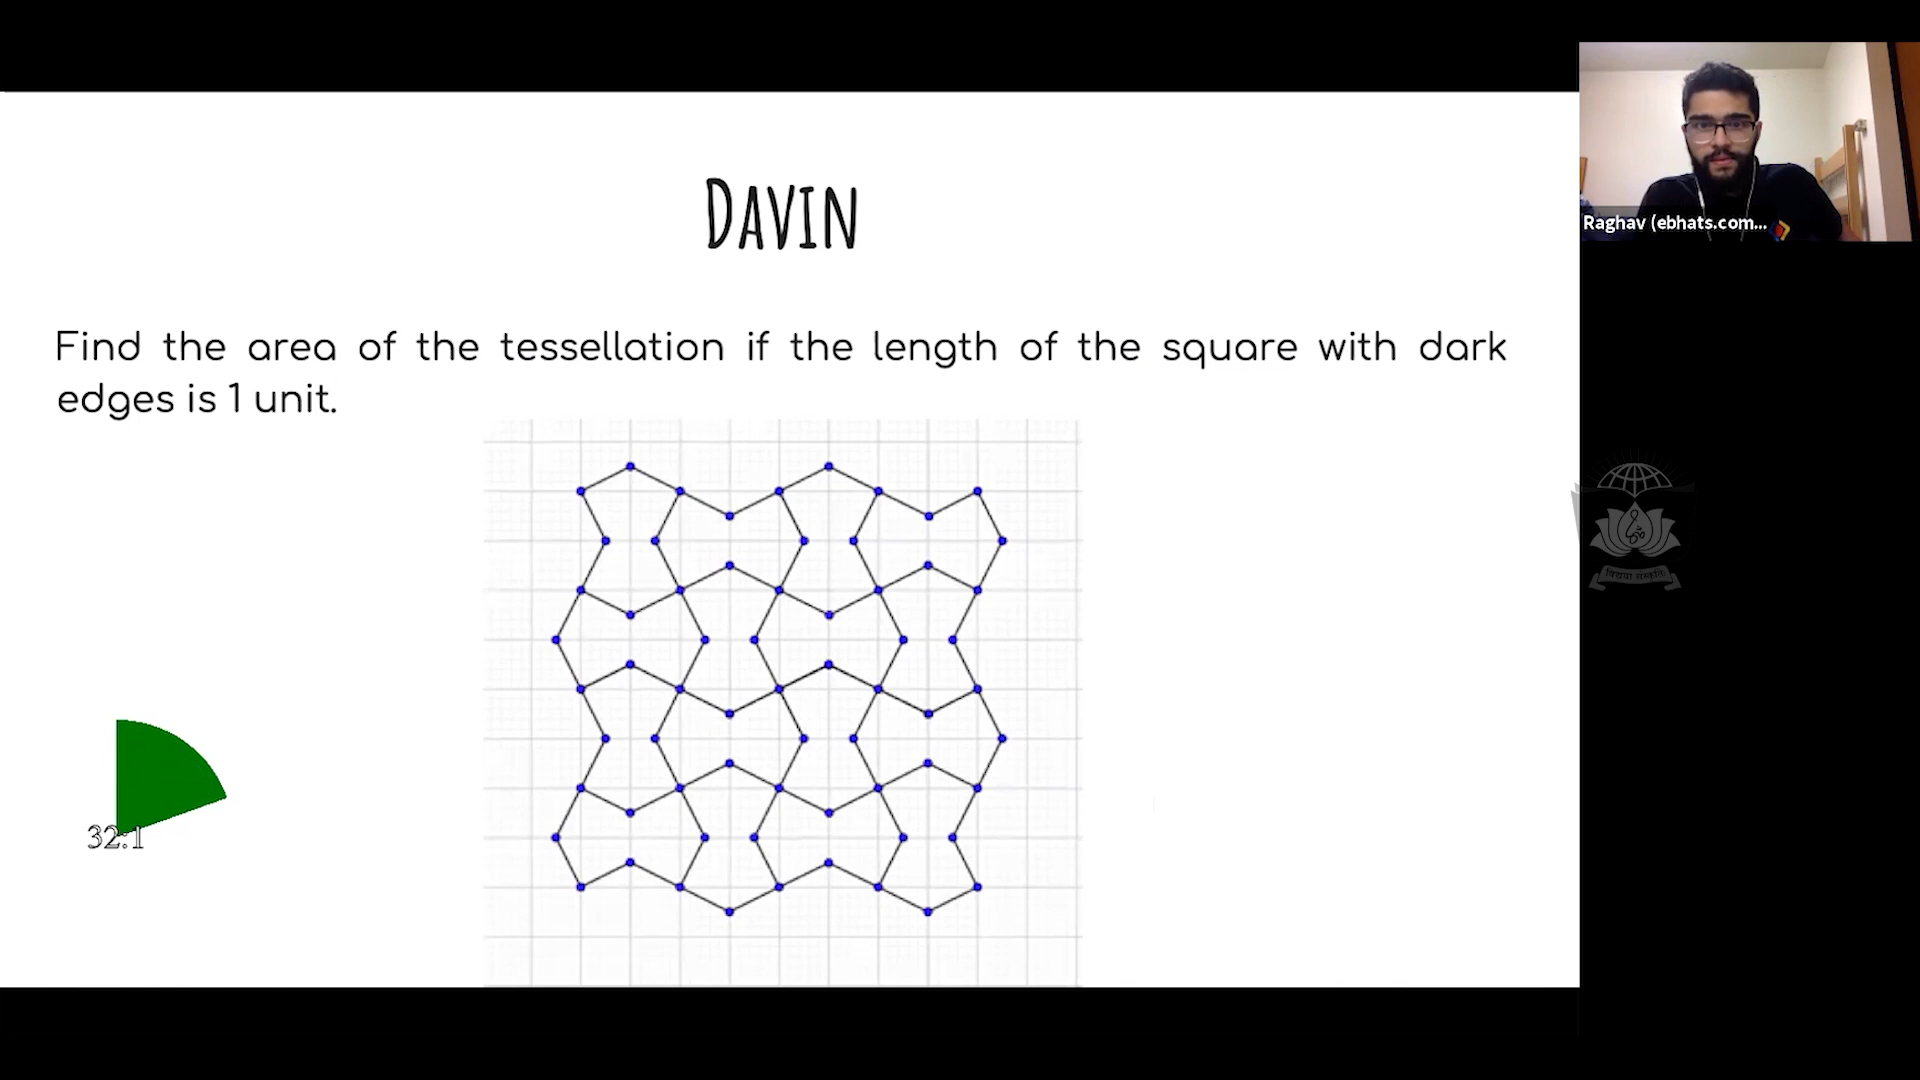 DAVIN
Raghav (ebhats.com...
Find the area of the tessellation if the length of the square with dark
edges is 1 unit.
32:1